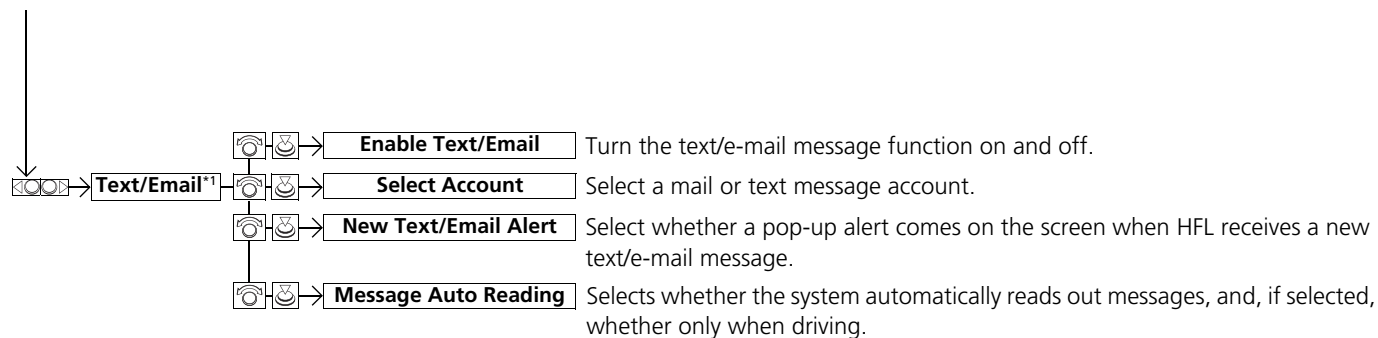 Enable Text/Email Turn the text/e-mail message function on and off.
Text/Email*1 Select Account Select a mail or text message account.
New Text/Email Alert Select whether a pop-up alert comes on the screen when HFL receives a new
text/e-mail message.
Message Auto Reading Selects whether the system automatically reads out messages, and, if selected,
whether only when driving.